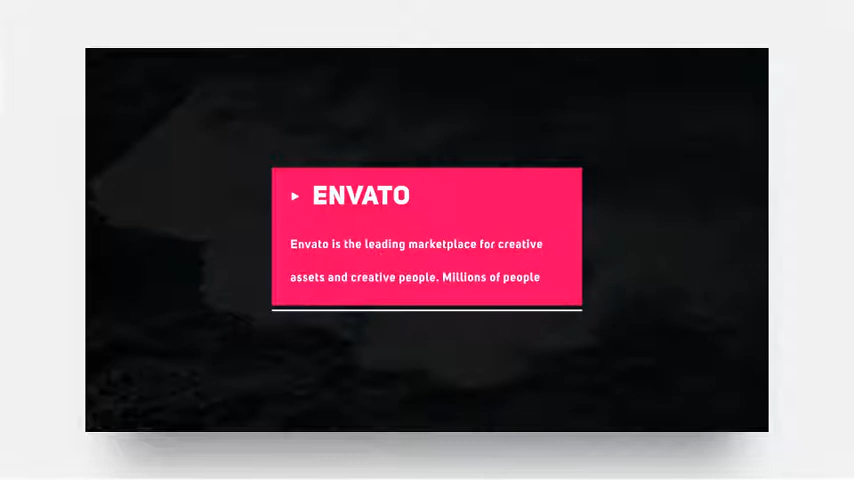 ENVATO
Envato is the leading marketplace for creative
assets and creative people. Millions of people